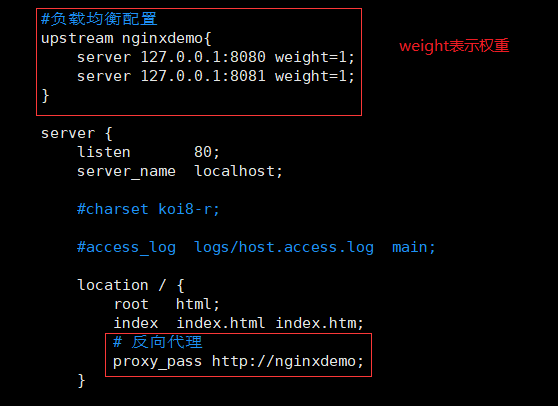 #负载均衡配置
upstream nginxdemo{
    server 127.0.0.1:8080 weight=1;
    server 127.0.0.1:8081 weight=1;
}
weight表示权重
server {
    listen       80;
    server_name  localhost;
    #charset koi8-r;
    #access_log  logs/host.access.log  main;
    location / {
        root   html;
        index  index.html index.htm;
        # 反向代理
        proxy_pass http://nginxdemo;
    }